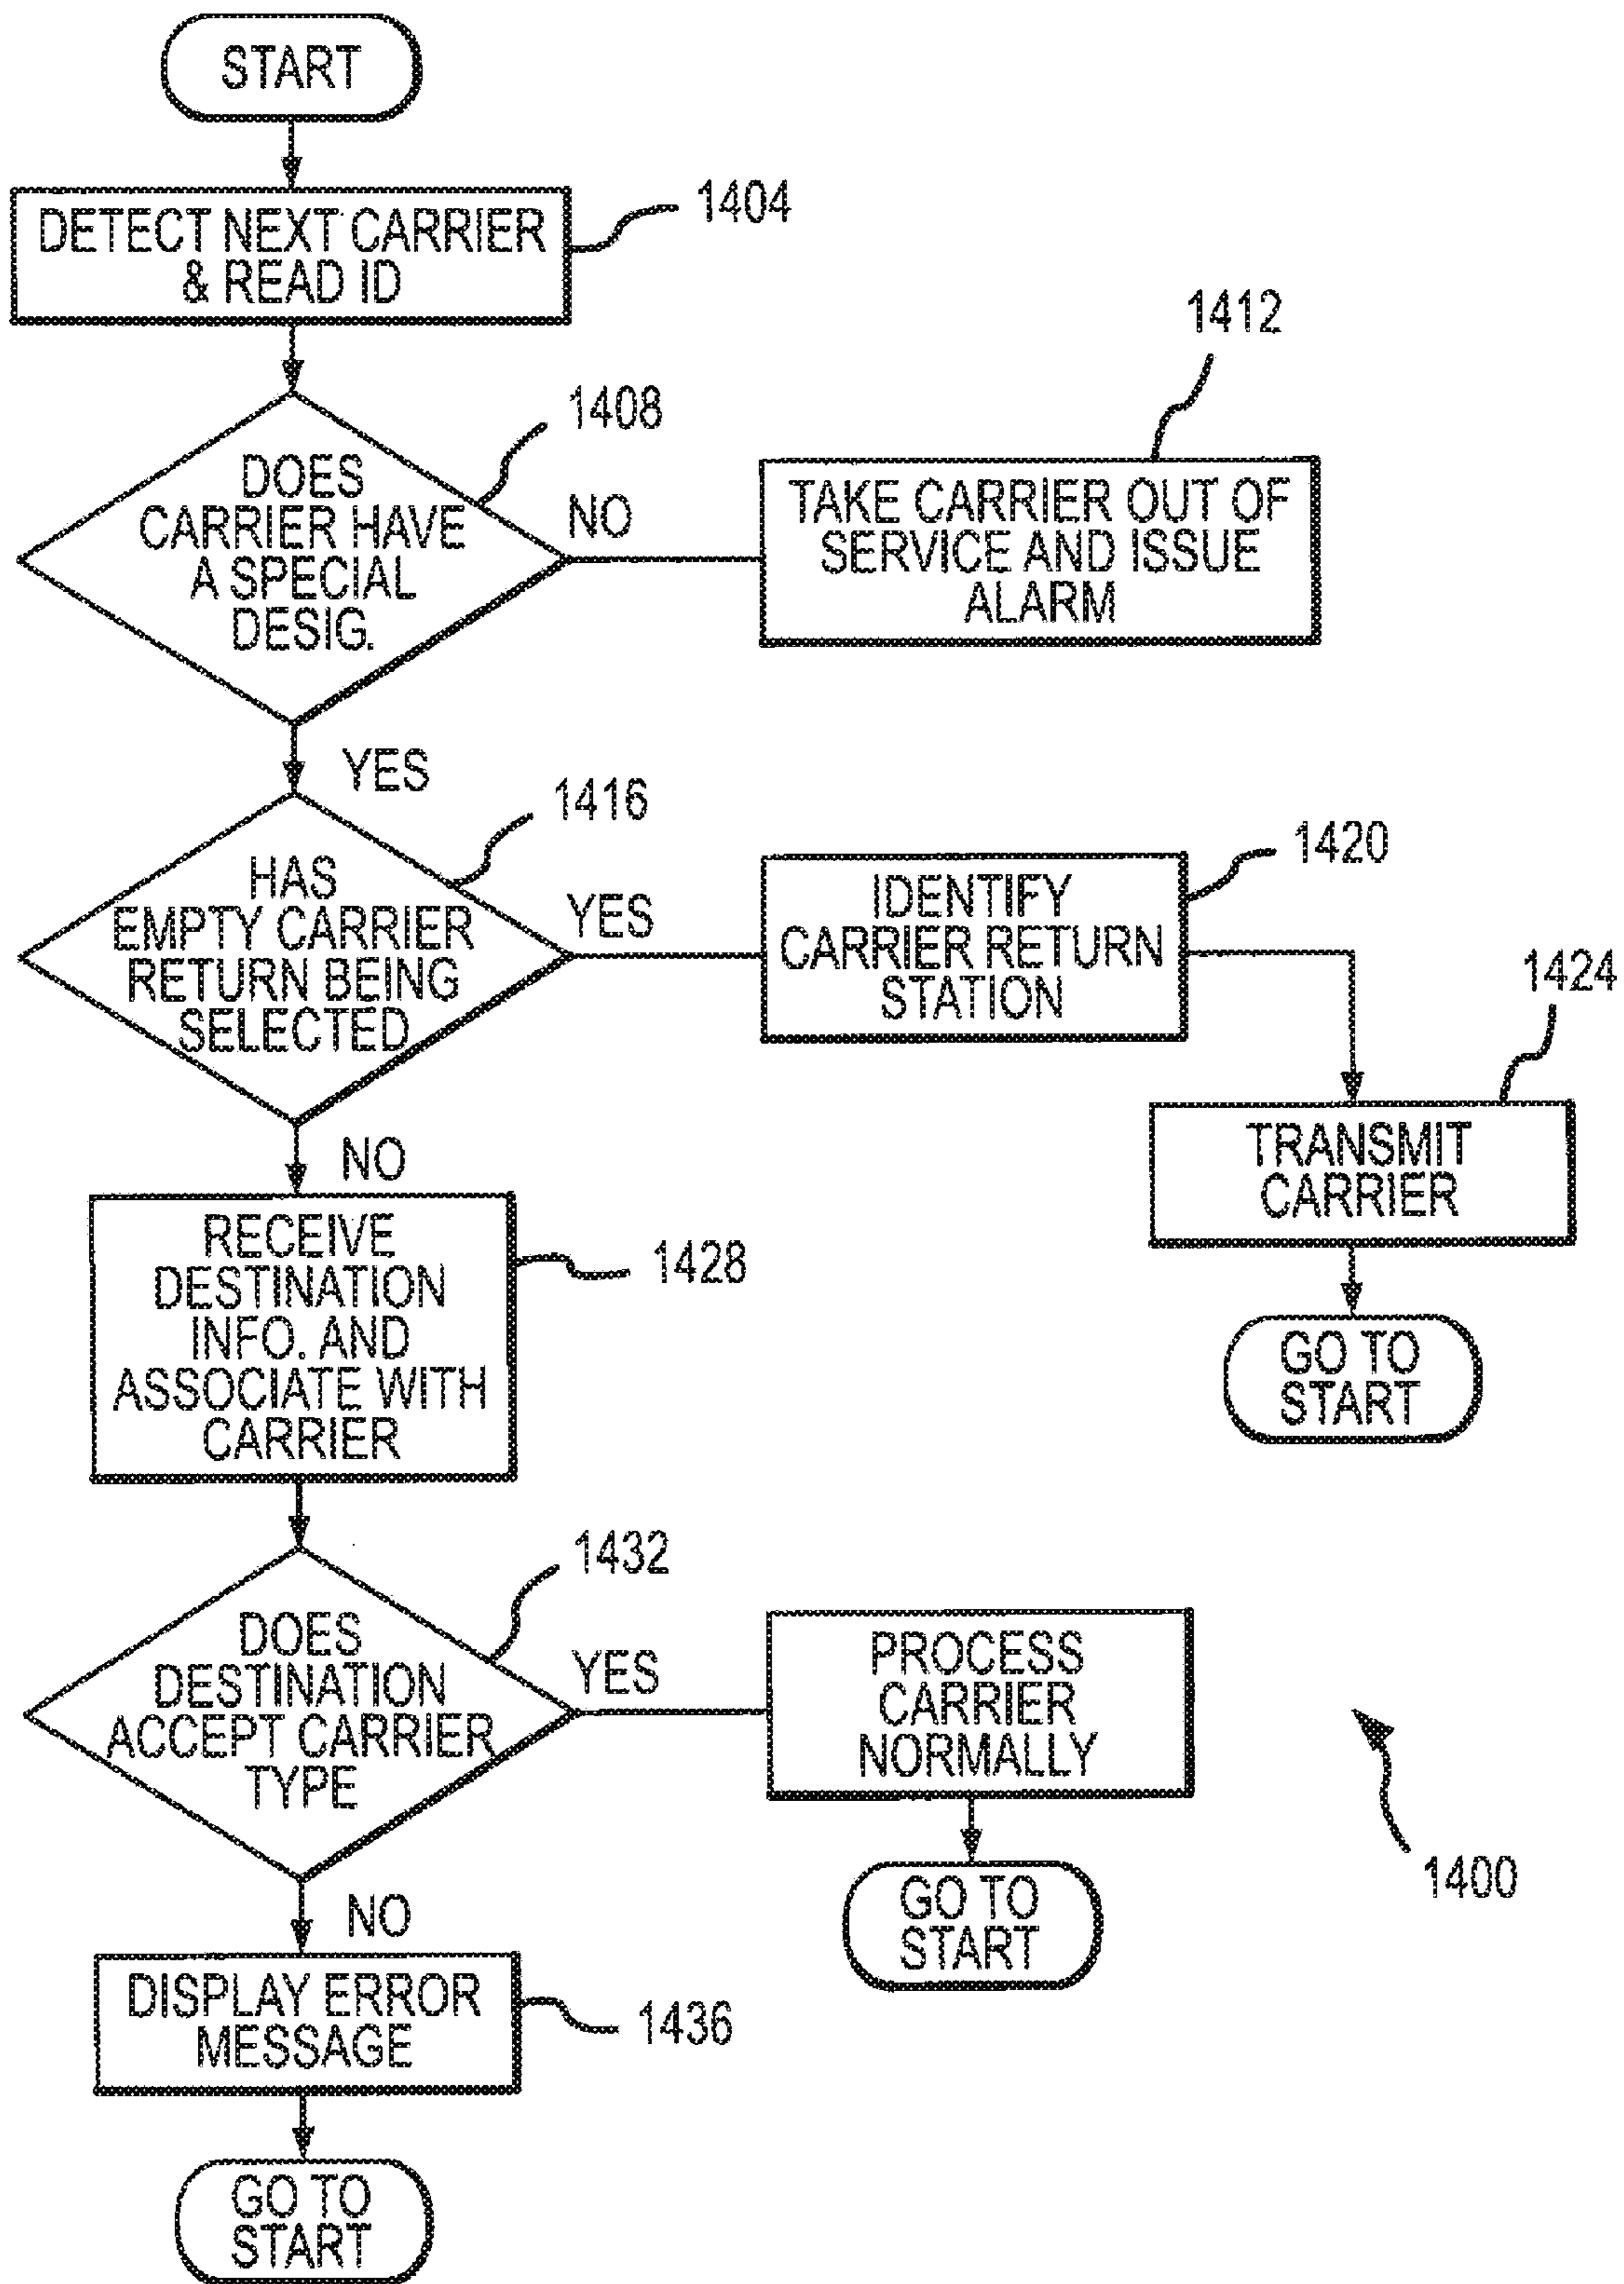 START
DETECT NEXT CARRIER
& READ ID
1404
1412
1408
DOES
CARRIER HAVE
A SPECIAL
DESIG.
NO
TAKE CARRIER OUT OF
SERVICE AND ISSUE
ALARM
YES
1416
HAS
EMPTY CARRIER
RETURN BEING
SELECTED
YES
IDENTIFY
CARRIER RETURN
STATION
1420
1424
TRANSMIT
CARRIER
GO TO
START
NO
RECEIVE
DESTINATION
INFO. AND
ASSOCIATE WITH
CARRIER
1428
1432
DOES
DESTINATION
ACCEPT CARRIER
TYPE
YES
PROCESS
CARRIER
NORMALLY
GO TO
START
1400
NO
DISPLAY ERROR
MESSAGE
1436
GO TO
START